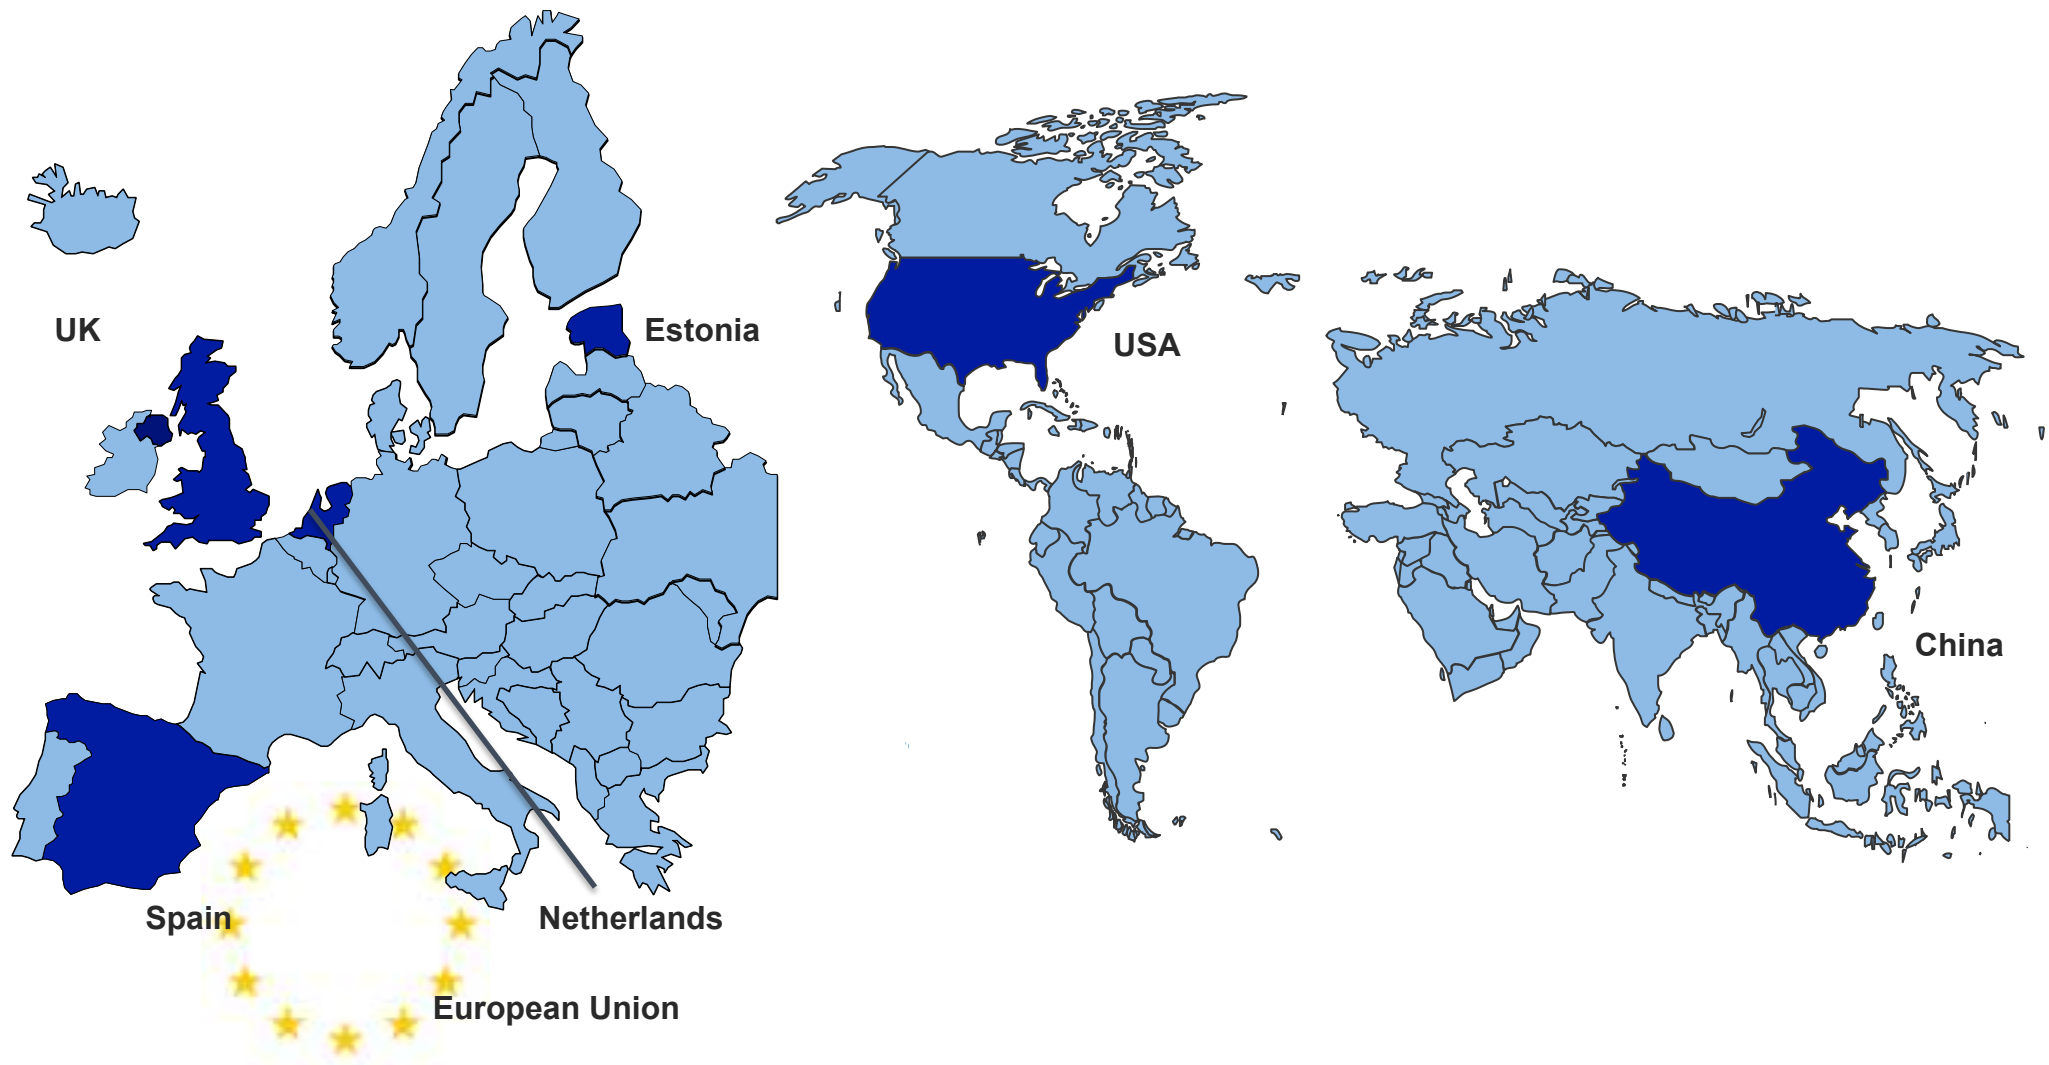 UK
Estonia
USA
China
Spain
Netherlands
European Union